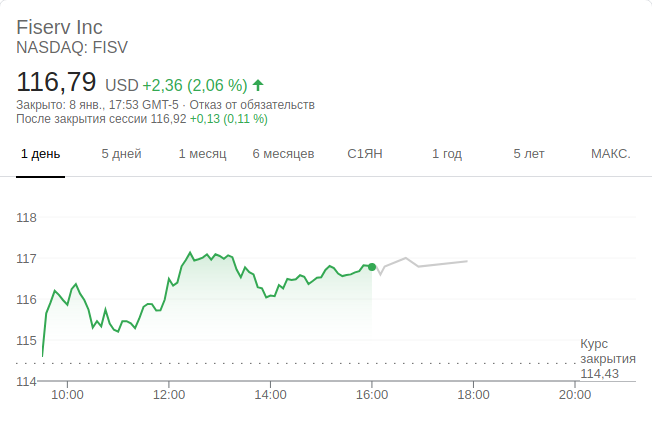 Fiserv Inc
NASDAQ: FISV
116,79 USD +2,36 (2,06 %)
Закрыто: 8 янв., 17:53 GMT-5 · Отказ от обязательств
После закрытия сессии 116,92 +0,13 (0,11 %)
1 день 5 дней 1 месяц 6 месяцев С1ЯН 1 год 5 лет МАКС.
118
117
116
115
114
Курс
закрытия
114,43
10:00 12:00 14:00 16:00 18:00 20:00